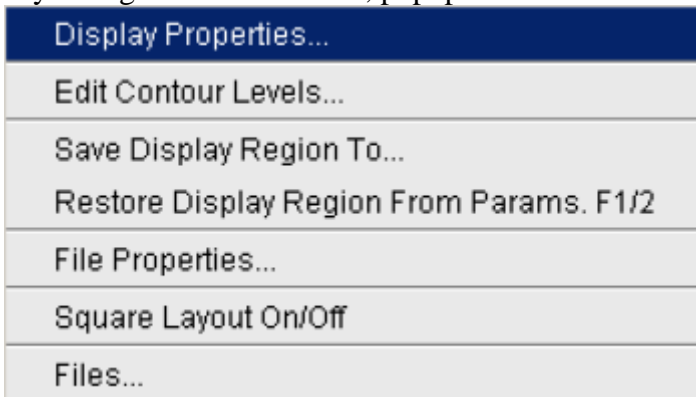 Display Properties...
Edit Contour Levels...
Save Display Region To...
Restore Display Region From Params. F1/2
File Properties...
Square Layout On/Off
Files...